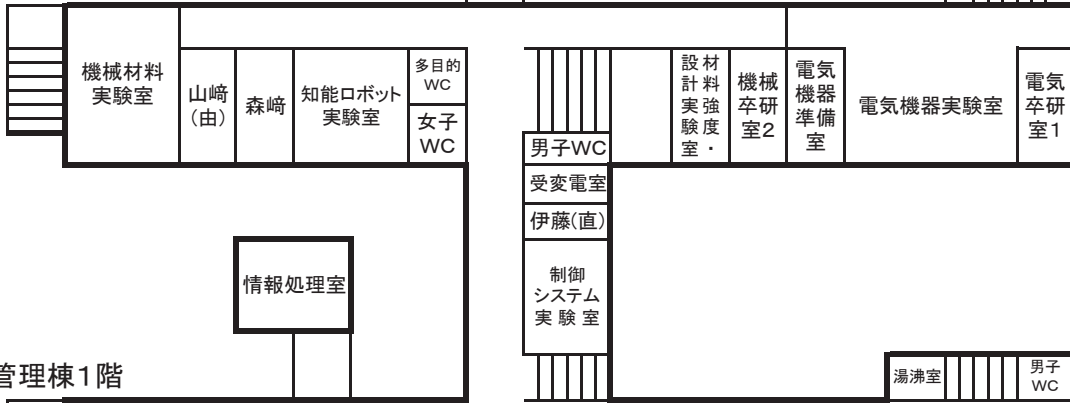 機械材料
実験室
山﨑
(由)
森﨑
知能ロボット
実験室
多目的
WC
女子
WC
男子WC
受変電室
伊藤(直)
制御
システム
実験室
材料強度・
設計実験室
機械
卒研
室2
電気
機器
準備
室
電気機器実験室
電気
卒研
室1
情報処理室
管理棟1階
湯沸室
男子
WC